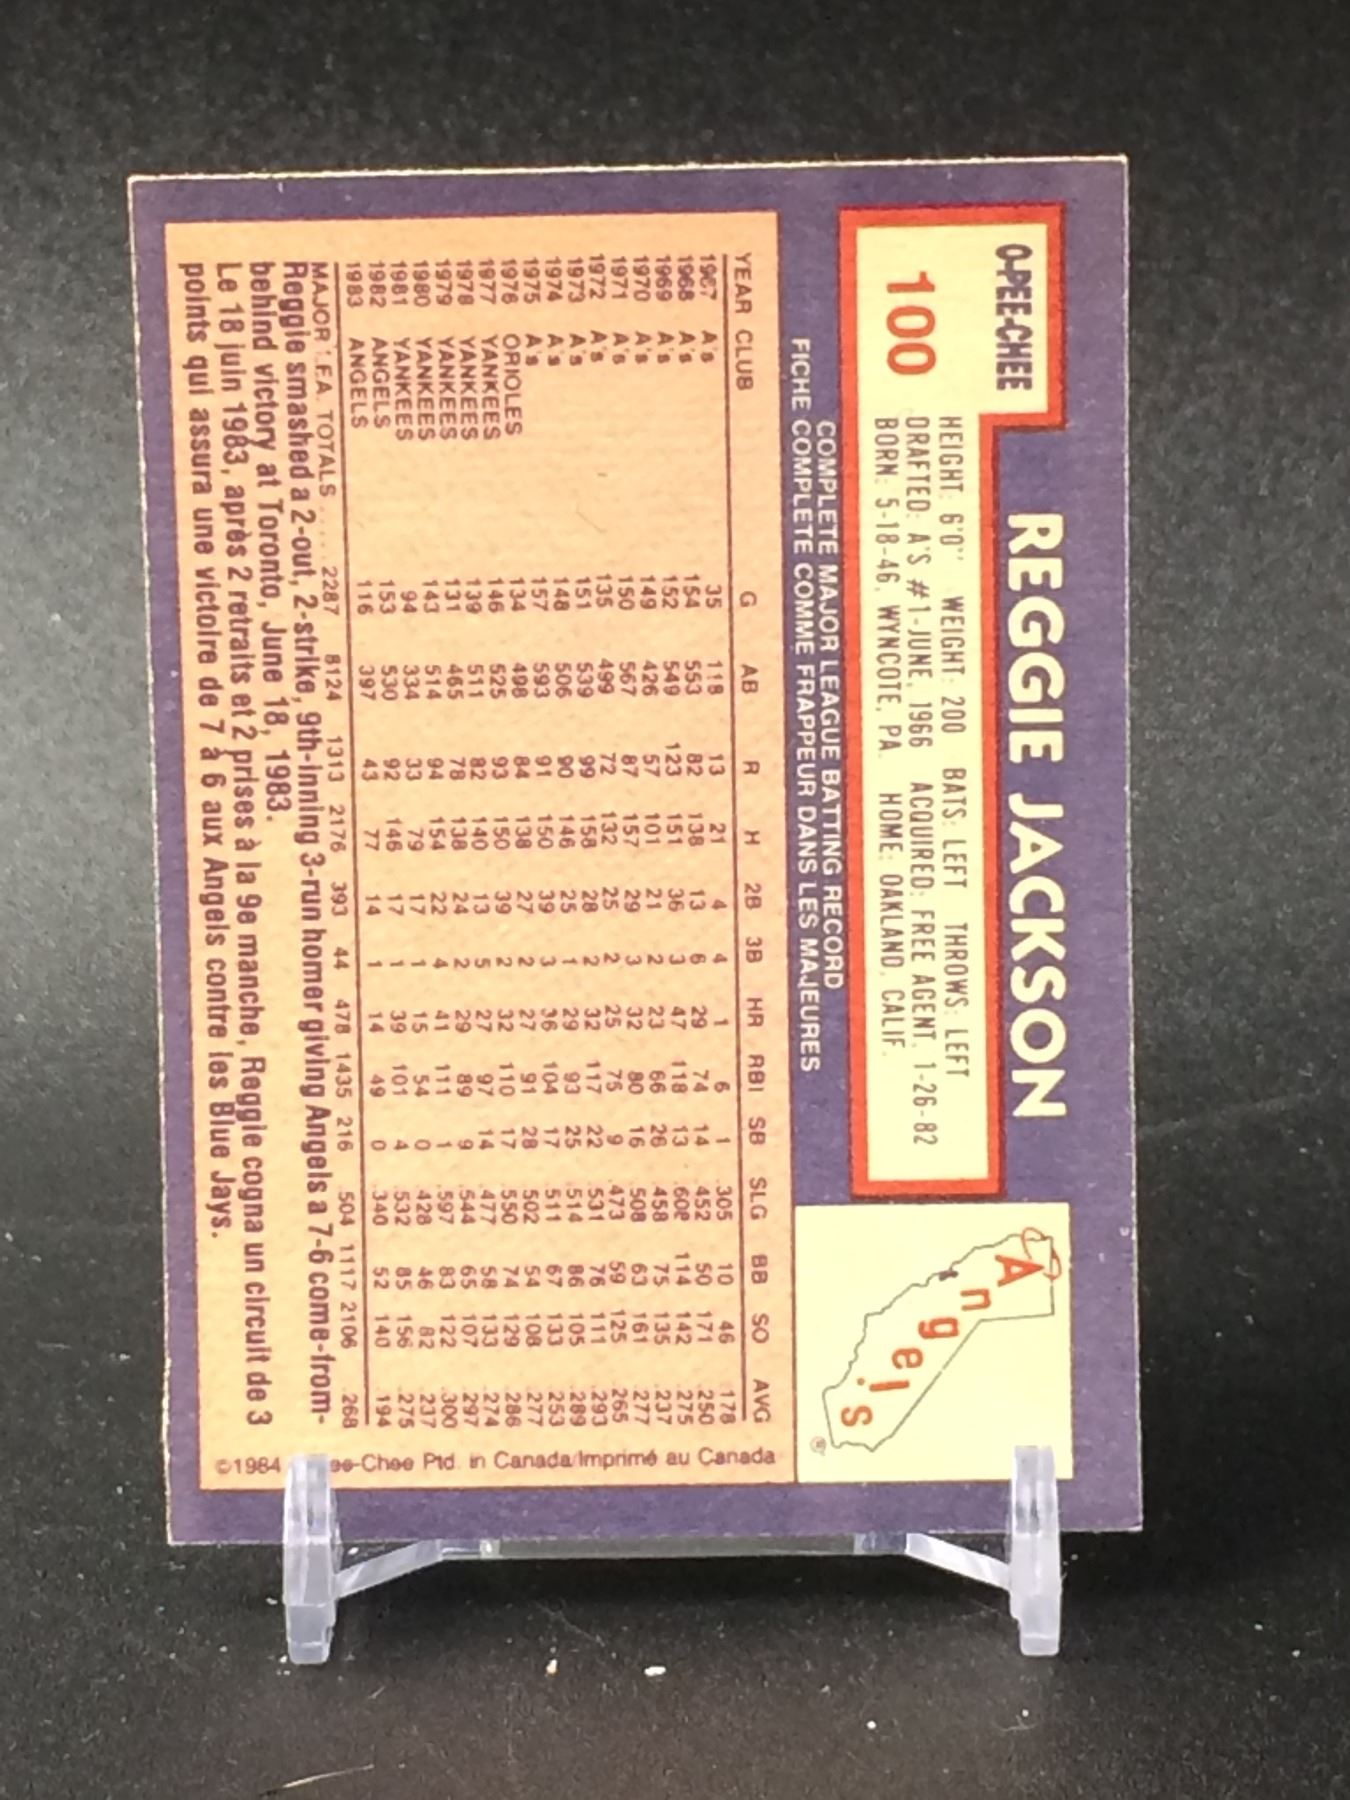 O-PEE-CHEE
REGGIE JACKSON
100
HEIGHT: 6'0" WEIGHT: 200 BATS: LEFT THROWS: LEFT
DRAFTED: A'S #1-JUNE, 1966 ACQUIRED: FREE AGENT, 1-26-82
BORN: 5-18-46, WYNCOTE, PA. HOME: OAKLAND, CALIF.
Angels
COMPLETE MAJOR LEAGUE BATTING RECORD
FICHE COMPLETE COMME FRAPPEUR DANS LES MAJEURES
YEAR CLUB G AB R H 2B 3B HR RBI SB SLG BB SO AVG
1967 A's 35 118 13 21 4 4 1 6 1 .305 10 46 .178
1968 A's 154 553 82 138 13 6 29 74 14 .452 50 171 .250
1969 A's 152 549 123 151 36 3 47 118 13 .608 114 142 .275
1970 A's 149 426 57 101 21 2 23 66 26 .458 75 135 .237
1971 A's 150 567 87 157 29 3 32 80 16 .508 63 161 .277
1972 A's 135 499 72 132 25 2 25 75 9 .473 59 125 .265
1973 A's 151 539 99 158 28 2 32 117 22 .531 76 111 .293
1974 A's 148 506 90 146 25 1 29 93 25 .514 86 105 .289
1975 A's 157 593 91 150 39 3 36 104 17 .511 67 133 .253
1976 ORIOLES 134 498 84 138 27 2 27 91 28 .502 54 108 .277
1977 YANKEES 146 525 93 150 39 2 32 110 17 .550 74 129 .286
1978 YANKEES 139 511 82 140 13 5 27 97 14 .477 58 133 .274
1979 YANKEES 131 465 78 138 24 2 29 89 9 .544 65 107 .297
1980 YANKEES 143 514 94 154 22 4 41 111 1 .597 83 122 .300
1981 YANKEES 94 334 33 79 17 1 15 54 0 .428 46 82 .237
1982 ANGELS 153 530 92 146 17 1 39 101 4 .532 85 156 .275
1983 ANGELS 116 397 43 77 14 1 14 49 0 .340 52 140 .194
MAJOR LEA. TOTALS ..... 2287 8124 1313 2176 393 44 478 1435 216 .504 1117 2106 .268
Reggie smashed a 2-out, 2-strike, 9th-inning 3-run homer giving Angels a 7-6 come-from-
behind victory at Toronto, June 18, 1983.
Le 18 juin 1983, après 2 retraits et 2 prises à la 9e manche, Reggie cogna un circuit de 3
points qui assura une victoire de 7 à 6 aux Angels contre les Blue Jays.
©1984 ee-Chee Ptd. in Canada/Imprimé au Canada